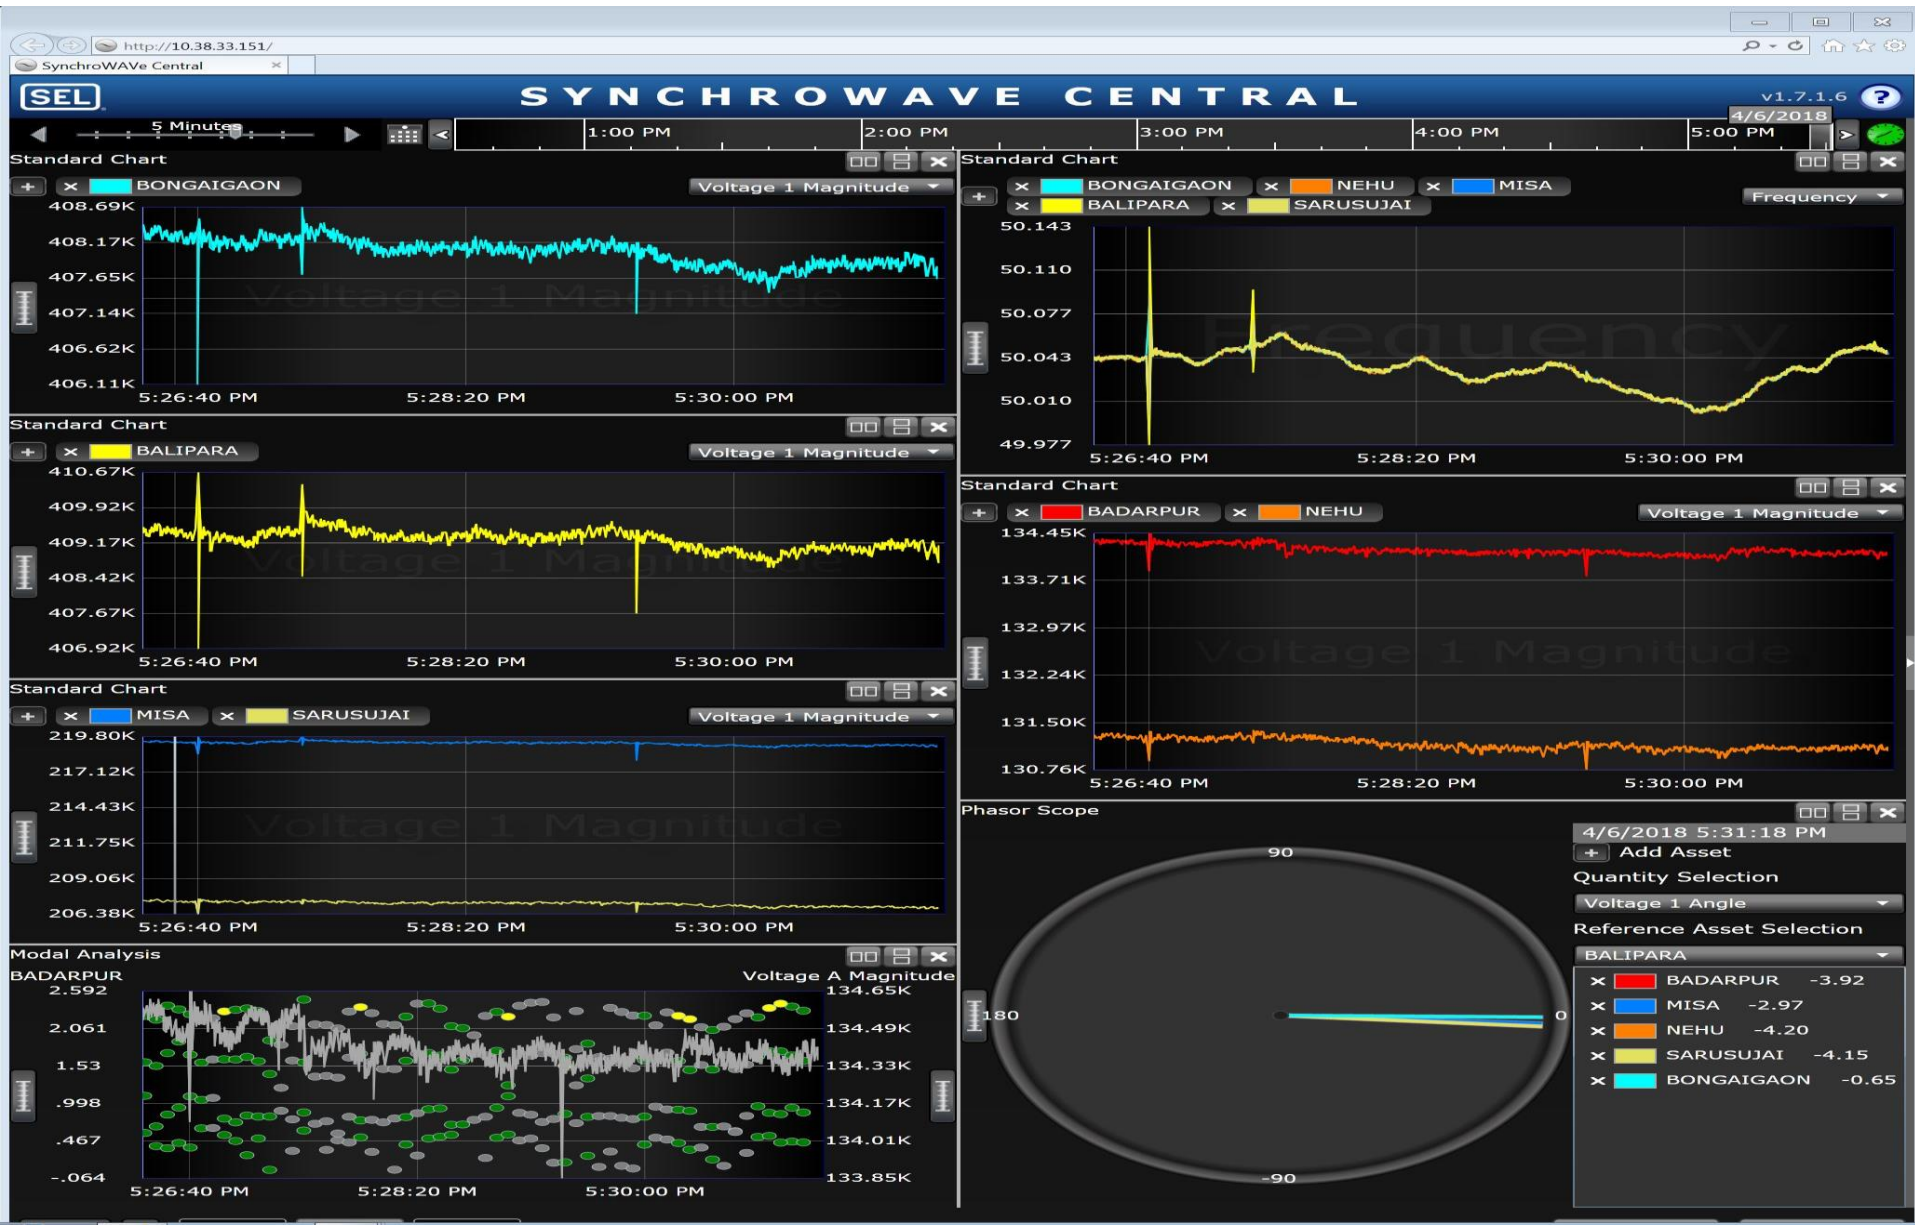 http://10.38.33.151/
SynchroWAVe Central
SEL
SYNCHROWAVE CENTRAL
v1.7.1.6 ?
4/6/2018
5 Minutes
1:00 PM 2:00 PM 3:00 PM 4:00 PM 5:00 PM
Standard Chart
BONGAIGAON
Voltage 1 Magnitude
408.69K
408.17K
407.65K
407.14K
406.62K
406.11K
Voltage 1 Magnitude
5:26:40 PM 5:28:20 PM 5:30:00 PM
Standard Chart
BALIPARA
Voltage 1 Magnitude
410.67K
409.92K
409.17K
408.42K
407.67K
406.92K
Voltage 1 Magnitude
5:26:40 PM 5:28:20 PM 5:30:00 PM
Standard Chart
MISA SARUSUJAI
Voltage 1 Magnitude
219.80K
217.12K
214.43K
211.75K
209.06K
206.38K
Voltage 1 Magnitude
5:26:40 PM 5:28:20 PM 5:30:00 PM
Modal Analysis
BADARPUR Voltage A Magnitude
2.592 134.65K
2.061 134.49K
1.53 134.33K
.998 134.17K
.467 134.01K
-.064 133.85K
5:26:40 PM 5:28:20 PM 5:30:00 PM
Standard Chart
BONGAIGAON NEHU MISA
BALIPARA SARUSUJAI
Frequency
50.143
50.110
50.077
50.043
50.010
49.977
Frequency
5:26:40 PM 5:28:20 PM 5:30:00 PM
Standard Chart
BADARPUR NEHU
Voltage 1 Magnitude
134.45K
133.71K
132.97K
132.24K
131.50K
130.76K
Voltage 1 Magnitude
5:26:40 PM 5:28:20 PM 5:30:00 PM
Phasor Scope
90
180
0
-90
4/6/2018 5:31:18 PM
Add Asset
Quantity Selection
Voltage 1 Angle
Reference Asset Selection
BALIPARA
BADARPUR -3.92
MISA -2.97
NEHU -4.20
SARUSUJAI -4.15
BONGAIGAON -0.65